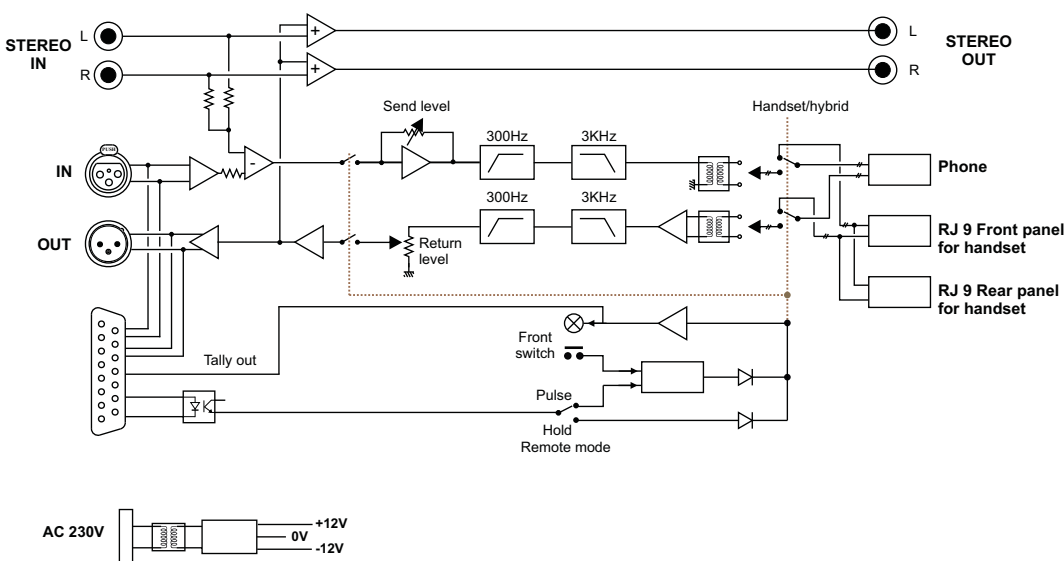 STEREO
IN
L
R
+
+
L
R
STEREO
OUT
Send level
Handset/hybrid
IN
PUSH
-
300Hz
3KHz
Phone
OUT
300Hz
3KHz
Return
level
RJ 9 Front panel
for handset
RJ 9 Rear panel
for handset
Tally out
Front
switch
Pulse
Hold
Remote mode
AC 230V
+12V
0V
-12V